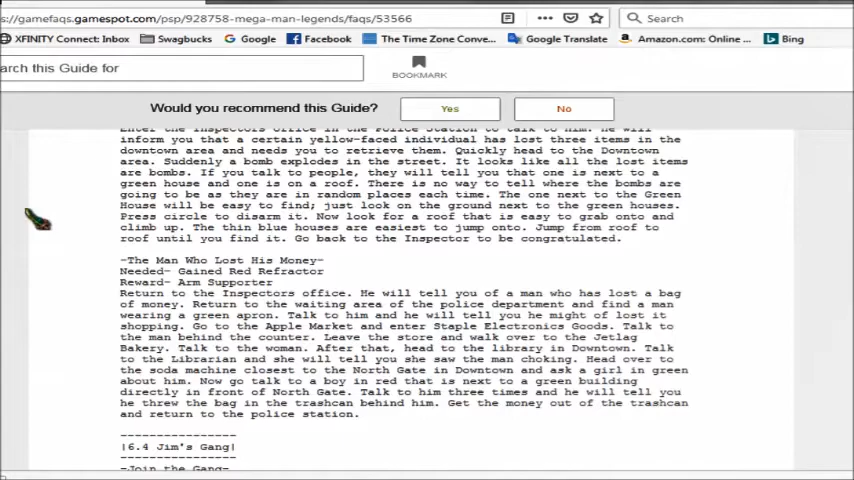 s://gamefaqs.gamespot.com/psp/928758-mega-man-legends/faqs/53566
Search
XFINITY Connect: Inbox
Swagbucks
Google
Facebook
The Time Zone Conve...
Google Translate
Amazon.com: Online ...
Bing
arch this Guide for
BOOKMARK
Would you recommend this Guide?
Yes
No
Enter the Inspectors office in the Police Station to talk to him. He will
inform you that a certain yellow-faced individual has lost three items in the
downtown area and needs you to retrieve them. Quickly head to the Downtown
area. Suddenly a bomb explodes in the street. It looks like all the lost items
are bombs. If you talk to people, they will tell you that one is next to a
green house and one is on a roof. There is no way to tell where the bombs are
going to be as they are in random places each time. The one next to the Green
House will be easy to find; just look on the ground next to the green houses.
Press circle to disarm it. Now look for a roof that is easy to grab onto and
climb up. The thin blue houses are easiest to jump onto. Jump from roof to
roof until you find it. Go back to the Inspector to be congratulated.
-The Man Who Lost His Money-
Needed- Gained Red Refractor
Reward- Arm Supporter
Return to the Inspectors office. He will tell you of a man who has lost a bag
of money. Return to the waiting area of the police department and find a man
wearing a green apron. Talk to him and he will tell you he might of lost it
shopping. Go to the Apple Market and enter Staple Electronics Goods. Talk to
the man behind the counter. Leave the store and walk over to the Jetlag
Bakery. Talk to the woman. After that, head to the library in Downtown. Talk
to the Librarian and she will tell you she saw the man choking. Head over to
the soda machine closest to the North Gate in Downtown and ask a girl in green
about him. Now go talk to a boy in red that is next to a green building
directly in front of North Gate. Talk to him three times and he will tell you
he threw the bag in the trashcan behind him. Get the money out of the trashcan
and return to the police station.
----------------
|6.4 Jim's Gang|
----------------
-Join the Gang-